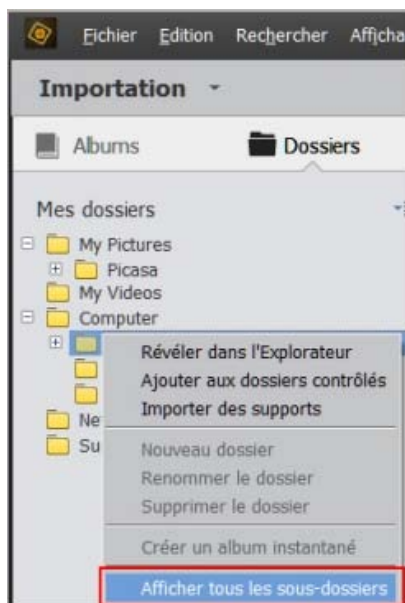 Fichier Edition Rechercher Afficha
Importation
Albums Dossiers
Mes dossiers
My Pictures
Picasa
My Videos
Computer
Révéler dans l'Explorateur
Ajouter aux dossiers contrôlés
Importer des supports
Ne
Nouveau dossier
Su
Renommer le dossier
Supprimer le dossier
Créer un album instantané
Afficher tous les sous-dossiers